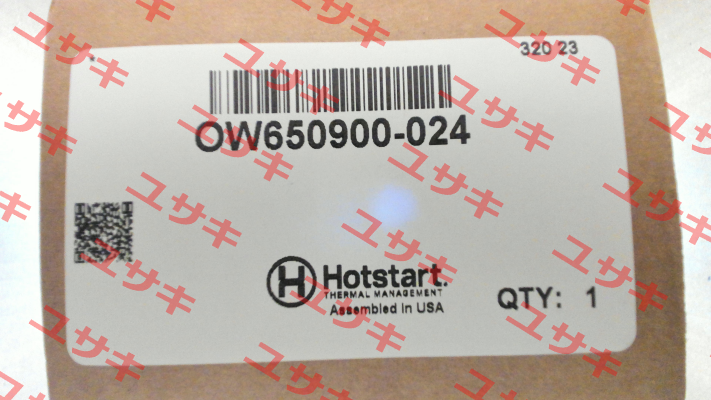 320 23
OW650900-024
H Hotstart.
THERMAL MANAGEMENT
Assembled in USA
QTY: 1
ユサキ